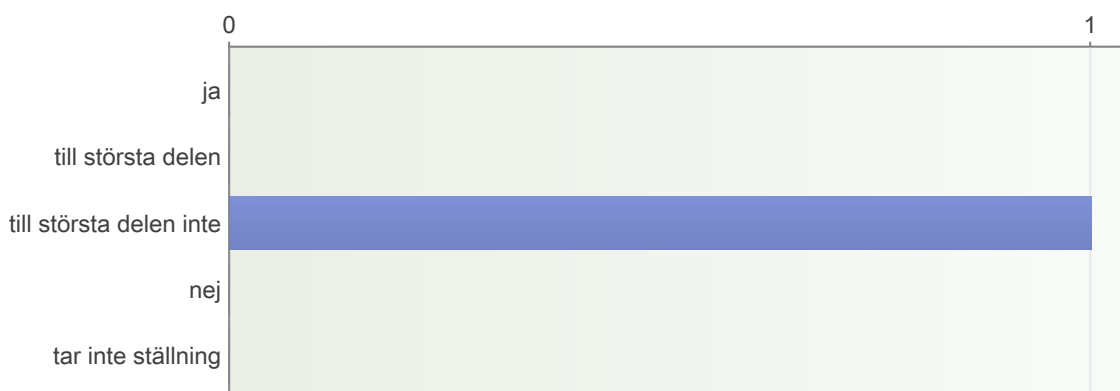 0 1
ja
till största delen
till största delen inte
nej
tar inte ställning